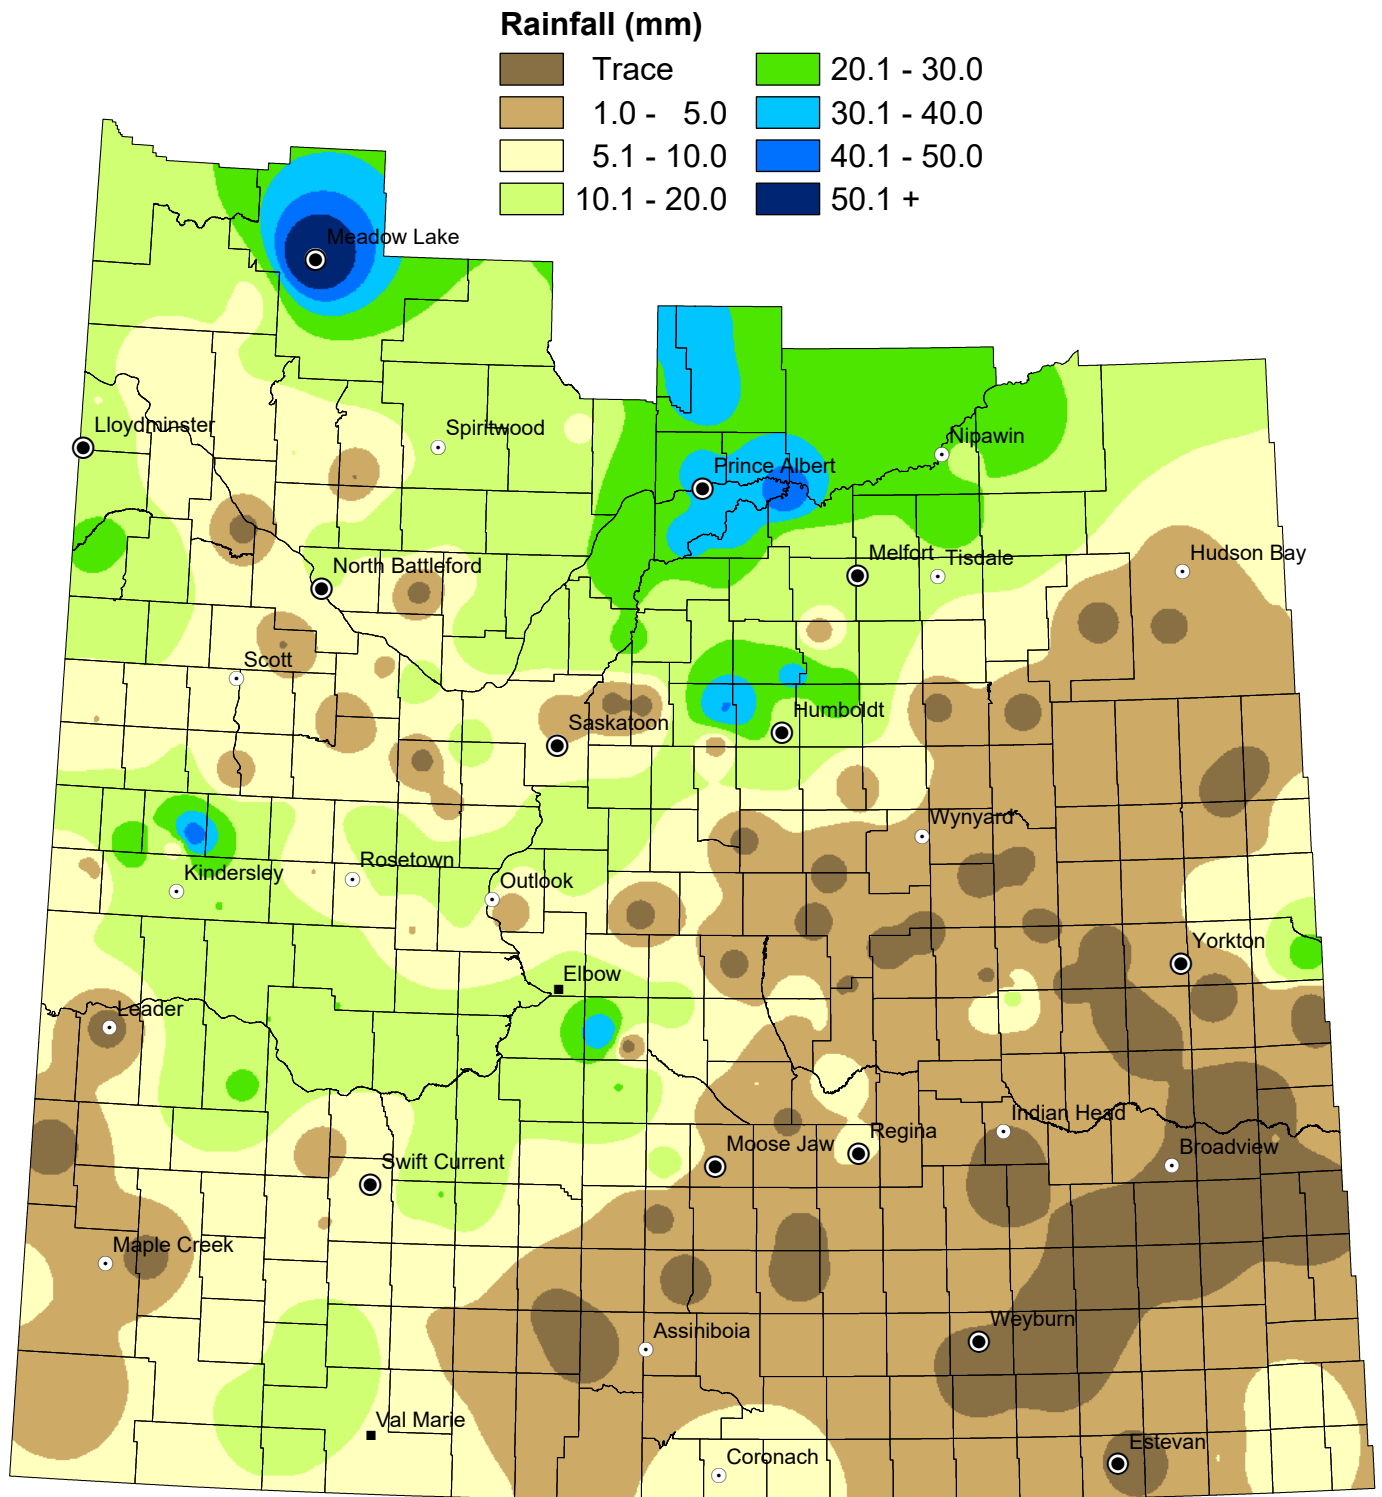 Rainfall (mm)
Trace
20.1 - 30.0
1.0 - 5.0
30.1 - 40.0
5.1 - 10.0
40.1 - 50.0
10.1 - 20.0
50.1 +
Meadow Lake
Lloydminster
Spiritwood
Nipawin
Prince Albert
North Battleford
Melfort
Tisdale
Hudson Bay
Scott
Saskatoon
Humboldt
Wynyard
Kindersley
Rosetown
Outlook
Yorkton
Elbow
Leader
Indian Head
Regina
Moose Jaw
Broadview
Swift Current
Maple Creek
Weyburn
Assiniboia
Val Marie
Estevan
Coronach